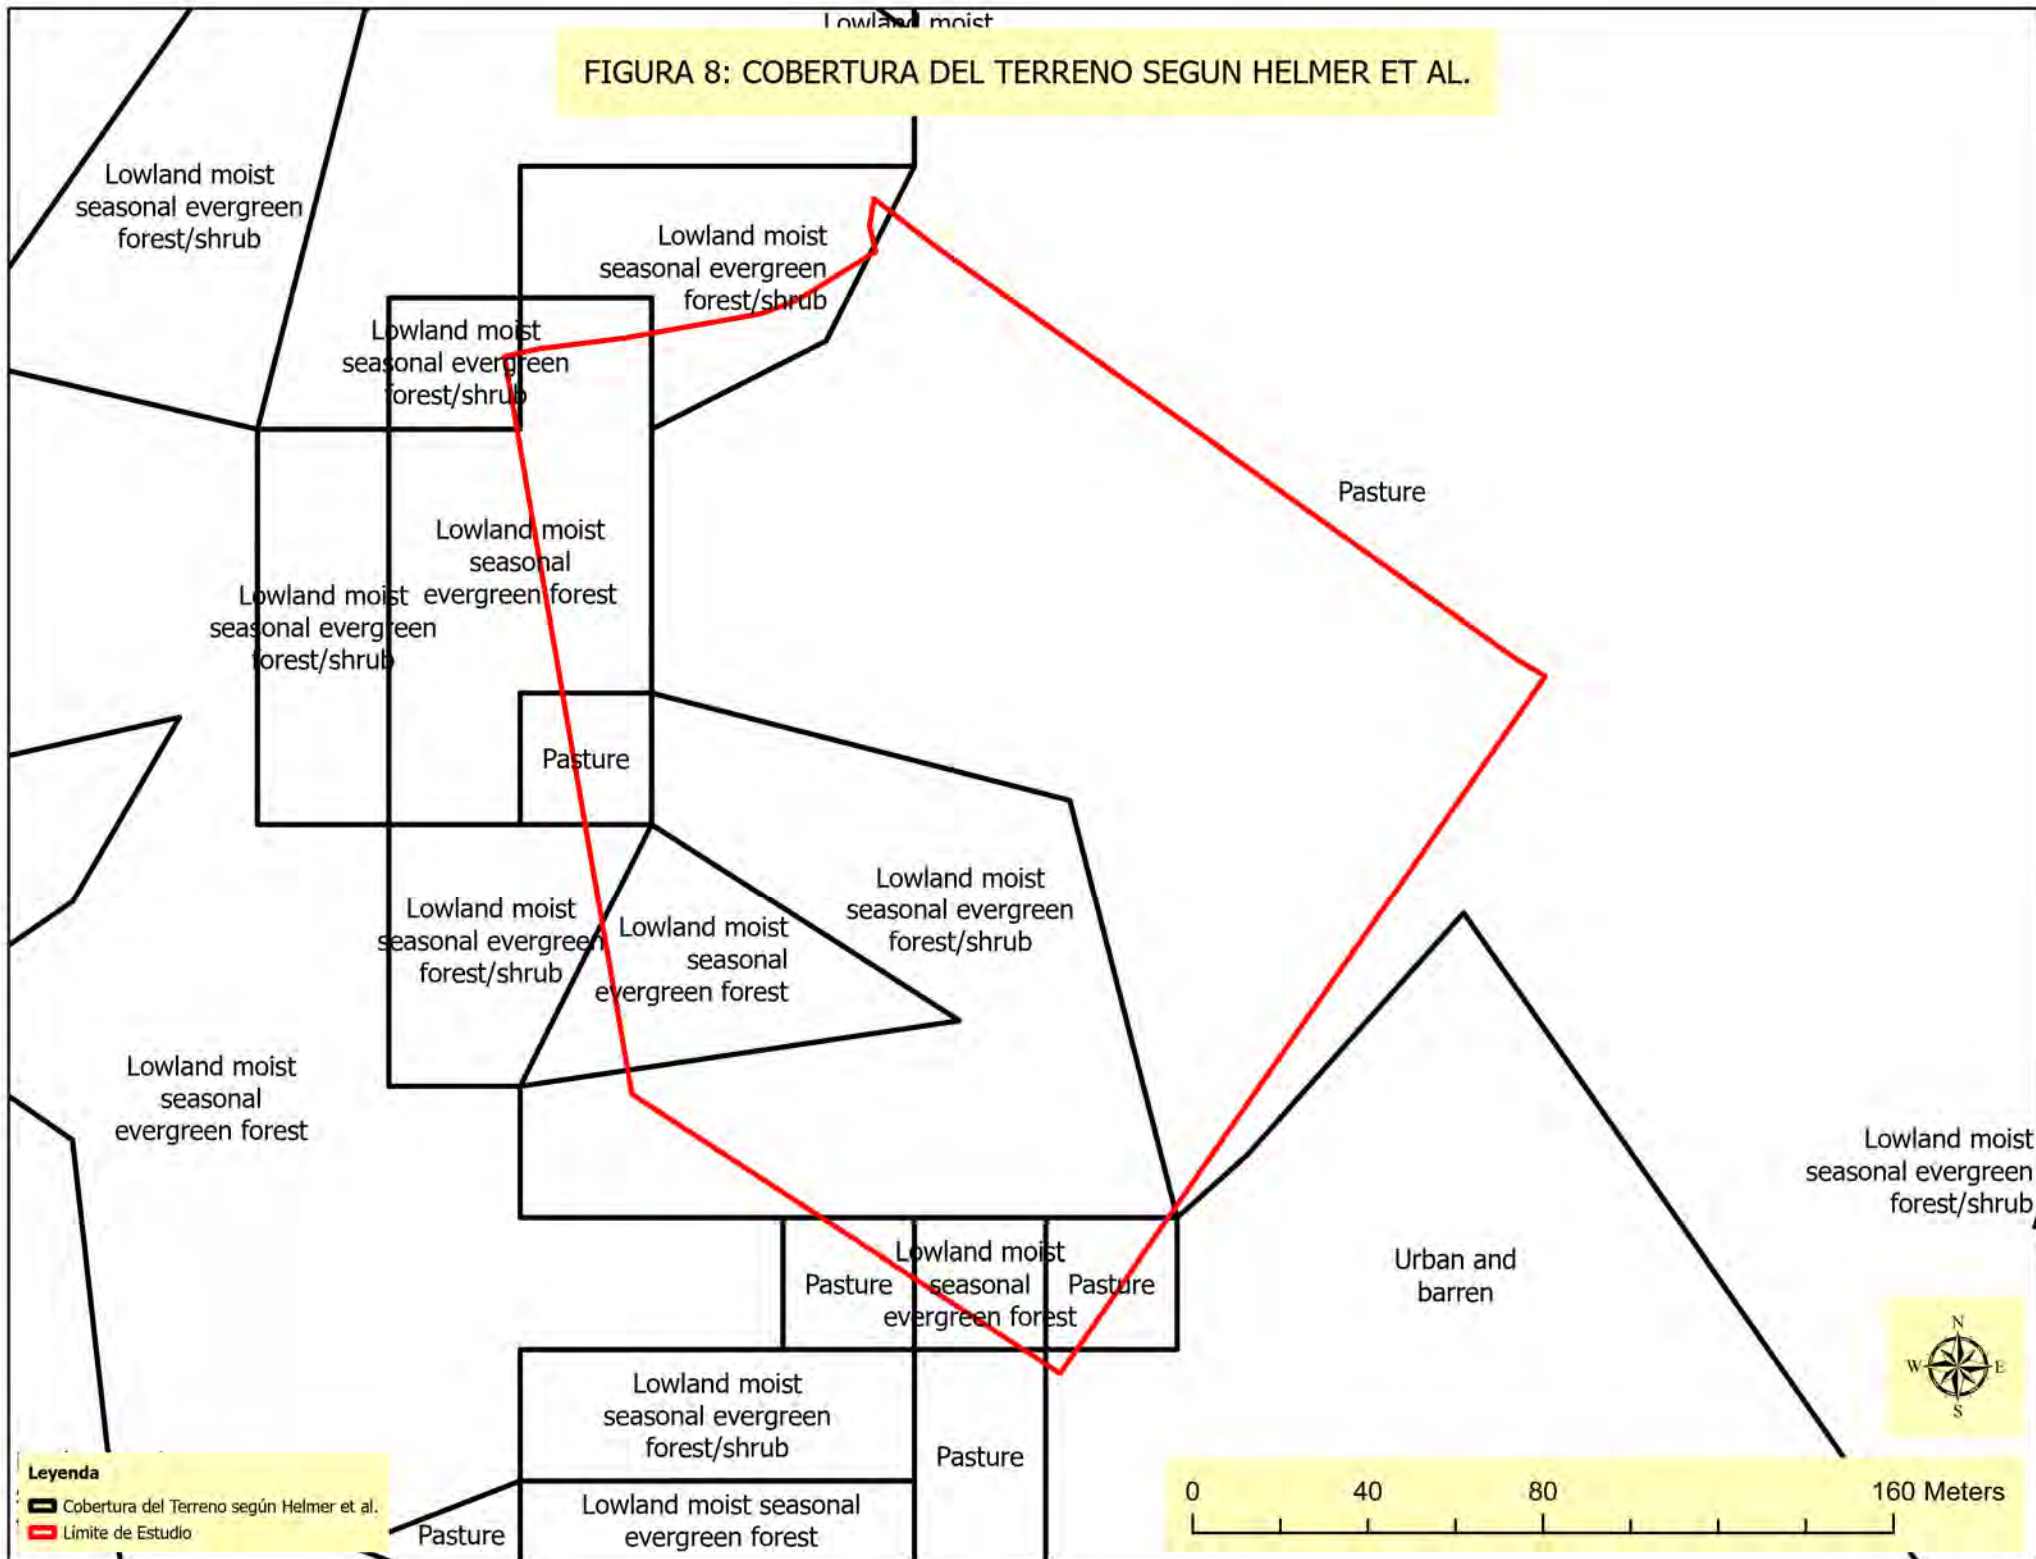 Lowland moist
FIGURA 8: COBERTURA DEL TERRENO SEGUN HELMER ET AL.
Lowland moist
seasonal evergreen
forest/shrub
Lowland moist
seasonal evergreen
forest/shrub
Lowland moist
seasonal evergreen
forest/shrub
Pasture
Lowland moist
seasonal
evergreen forest
Lowland moist
seasonal evergreen
forest/shrub
Pasture
Lowland moist
seasonal evergreen
forest/shrub
Lowland moist
seasonal evergreen
forest/shrub
Lowland moist
seasonal
evergreen forest
Lowland moist
seasonal
evergreen forest
Lowland moist
seasonal evergreen
forest/shrub
Pasture
Lowland moist
seasonal
evergreen forest
Pasture
Urban and
barren
N
W E
S
Lowland moist
seasonal evergreen
forest/shrub
Pasture
Lowland moist seasonal
evergreen forest
Pasture
Leyenda
Cobertura del Terreno según Helmer et al.
Limite de Estudio
0 40 80 160 Meters